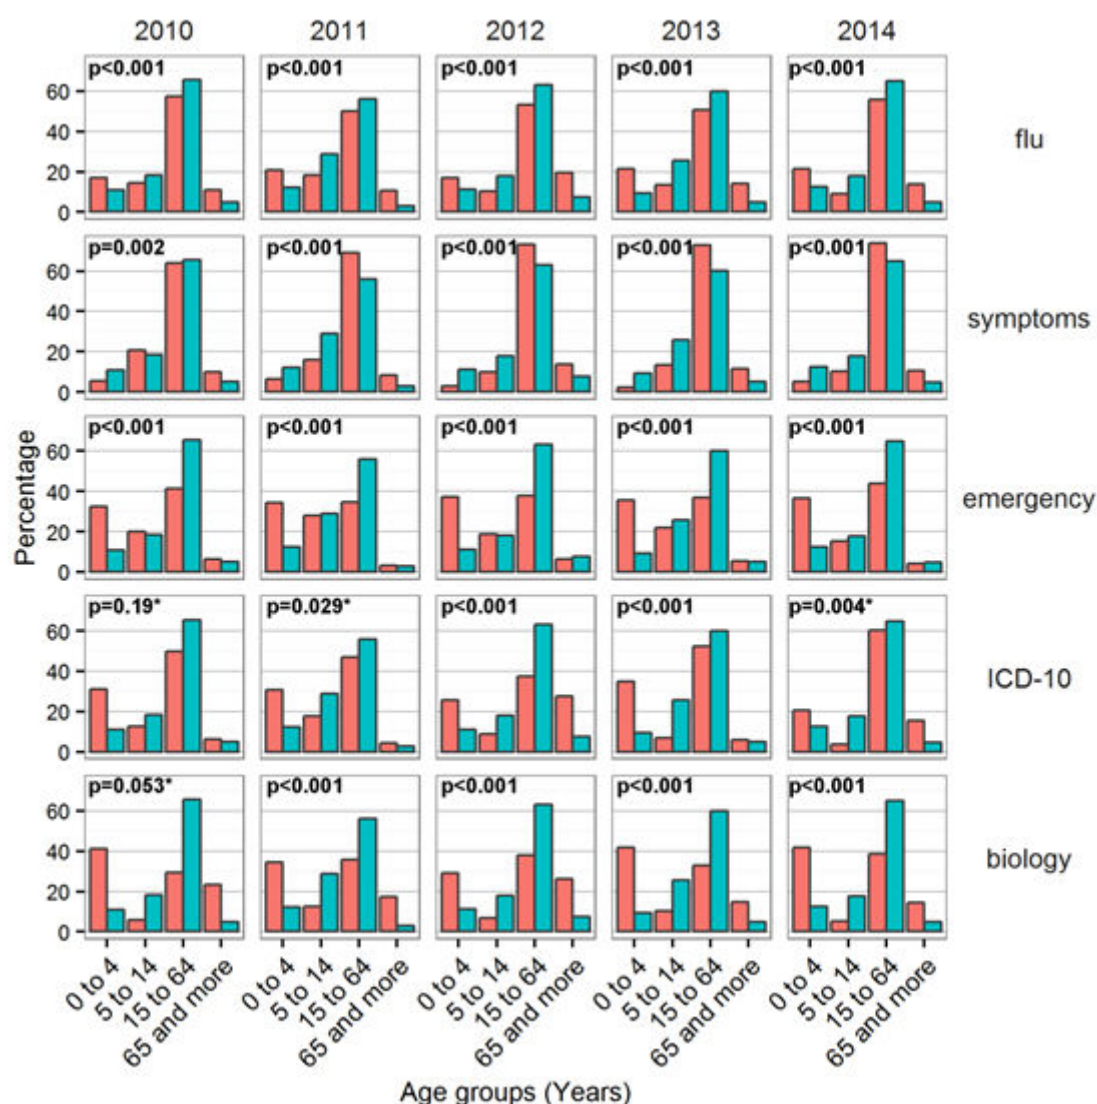 2010 2011 2012 2013 2014
p<0.001 p<0.001 p<0.001 p<0.001 p<0.001
60
40
20
0
flu
p=0.002 p<0.001 p<0.001 p<0.001 p<0.001
60
40
20
0
symptoms
Percentage
p<0.001 p<0.001 p<0.001 p<0.001 p<0.001
60
40
20
0
emergency
p=0.19* p=0.029* p<0.001 p<0.001 p=0.004*
60
40
20
0
ICD-10
p=0.053* p<0.001 p<0.001 p<0.001 p<0.001
60
40
20
0
biology
0 to 4 5 to 14 15 to 64 65 and more 0 to 4 5 to 14 15 to 64 65 and more 0 to 4 5 to 14 15 to 64 65 and more 0 to 4 5 to 14 15 to 64 65 and more 0 to 4 5 to 14 15 to 64 65 and more
Age groups (Years)